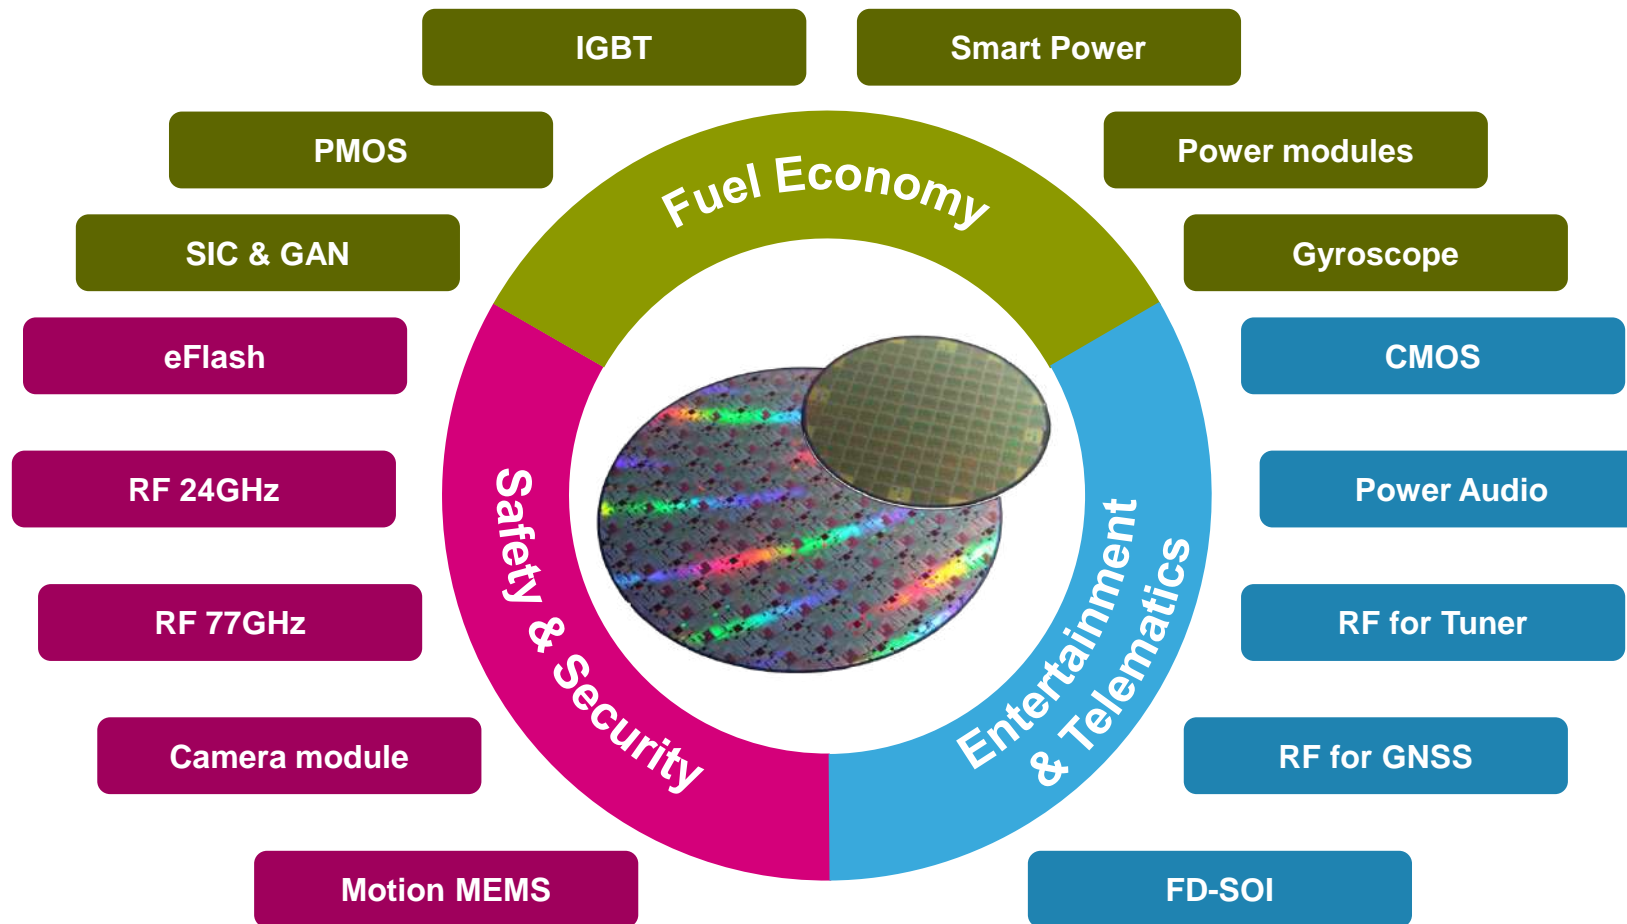 IGBT
Smart Power
PMOS
Power modules
Fuel Economy
SIC & GAN
Gyroscope
eFlash
CMOS
RF 24GHz
Power Audio
Safety & Security
Entertainment
& Telematics
RF 77GHz
RF for Tuner
Camera module
RF for GNSS
Motion MEMS
FD-SOI